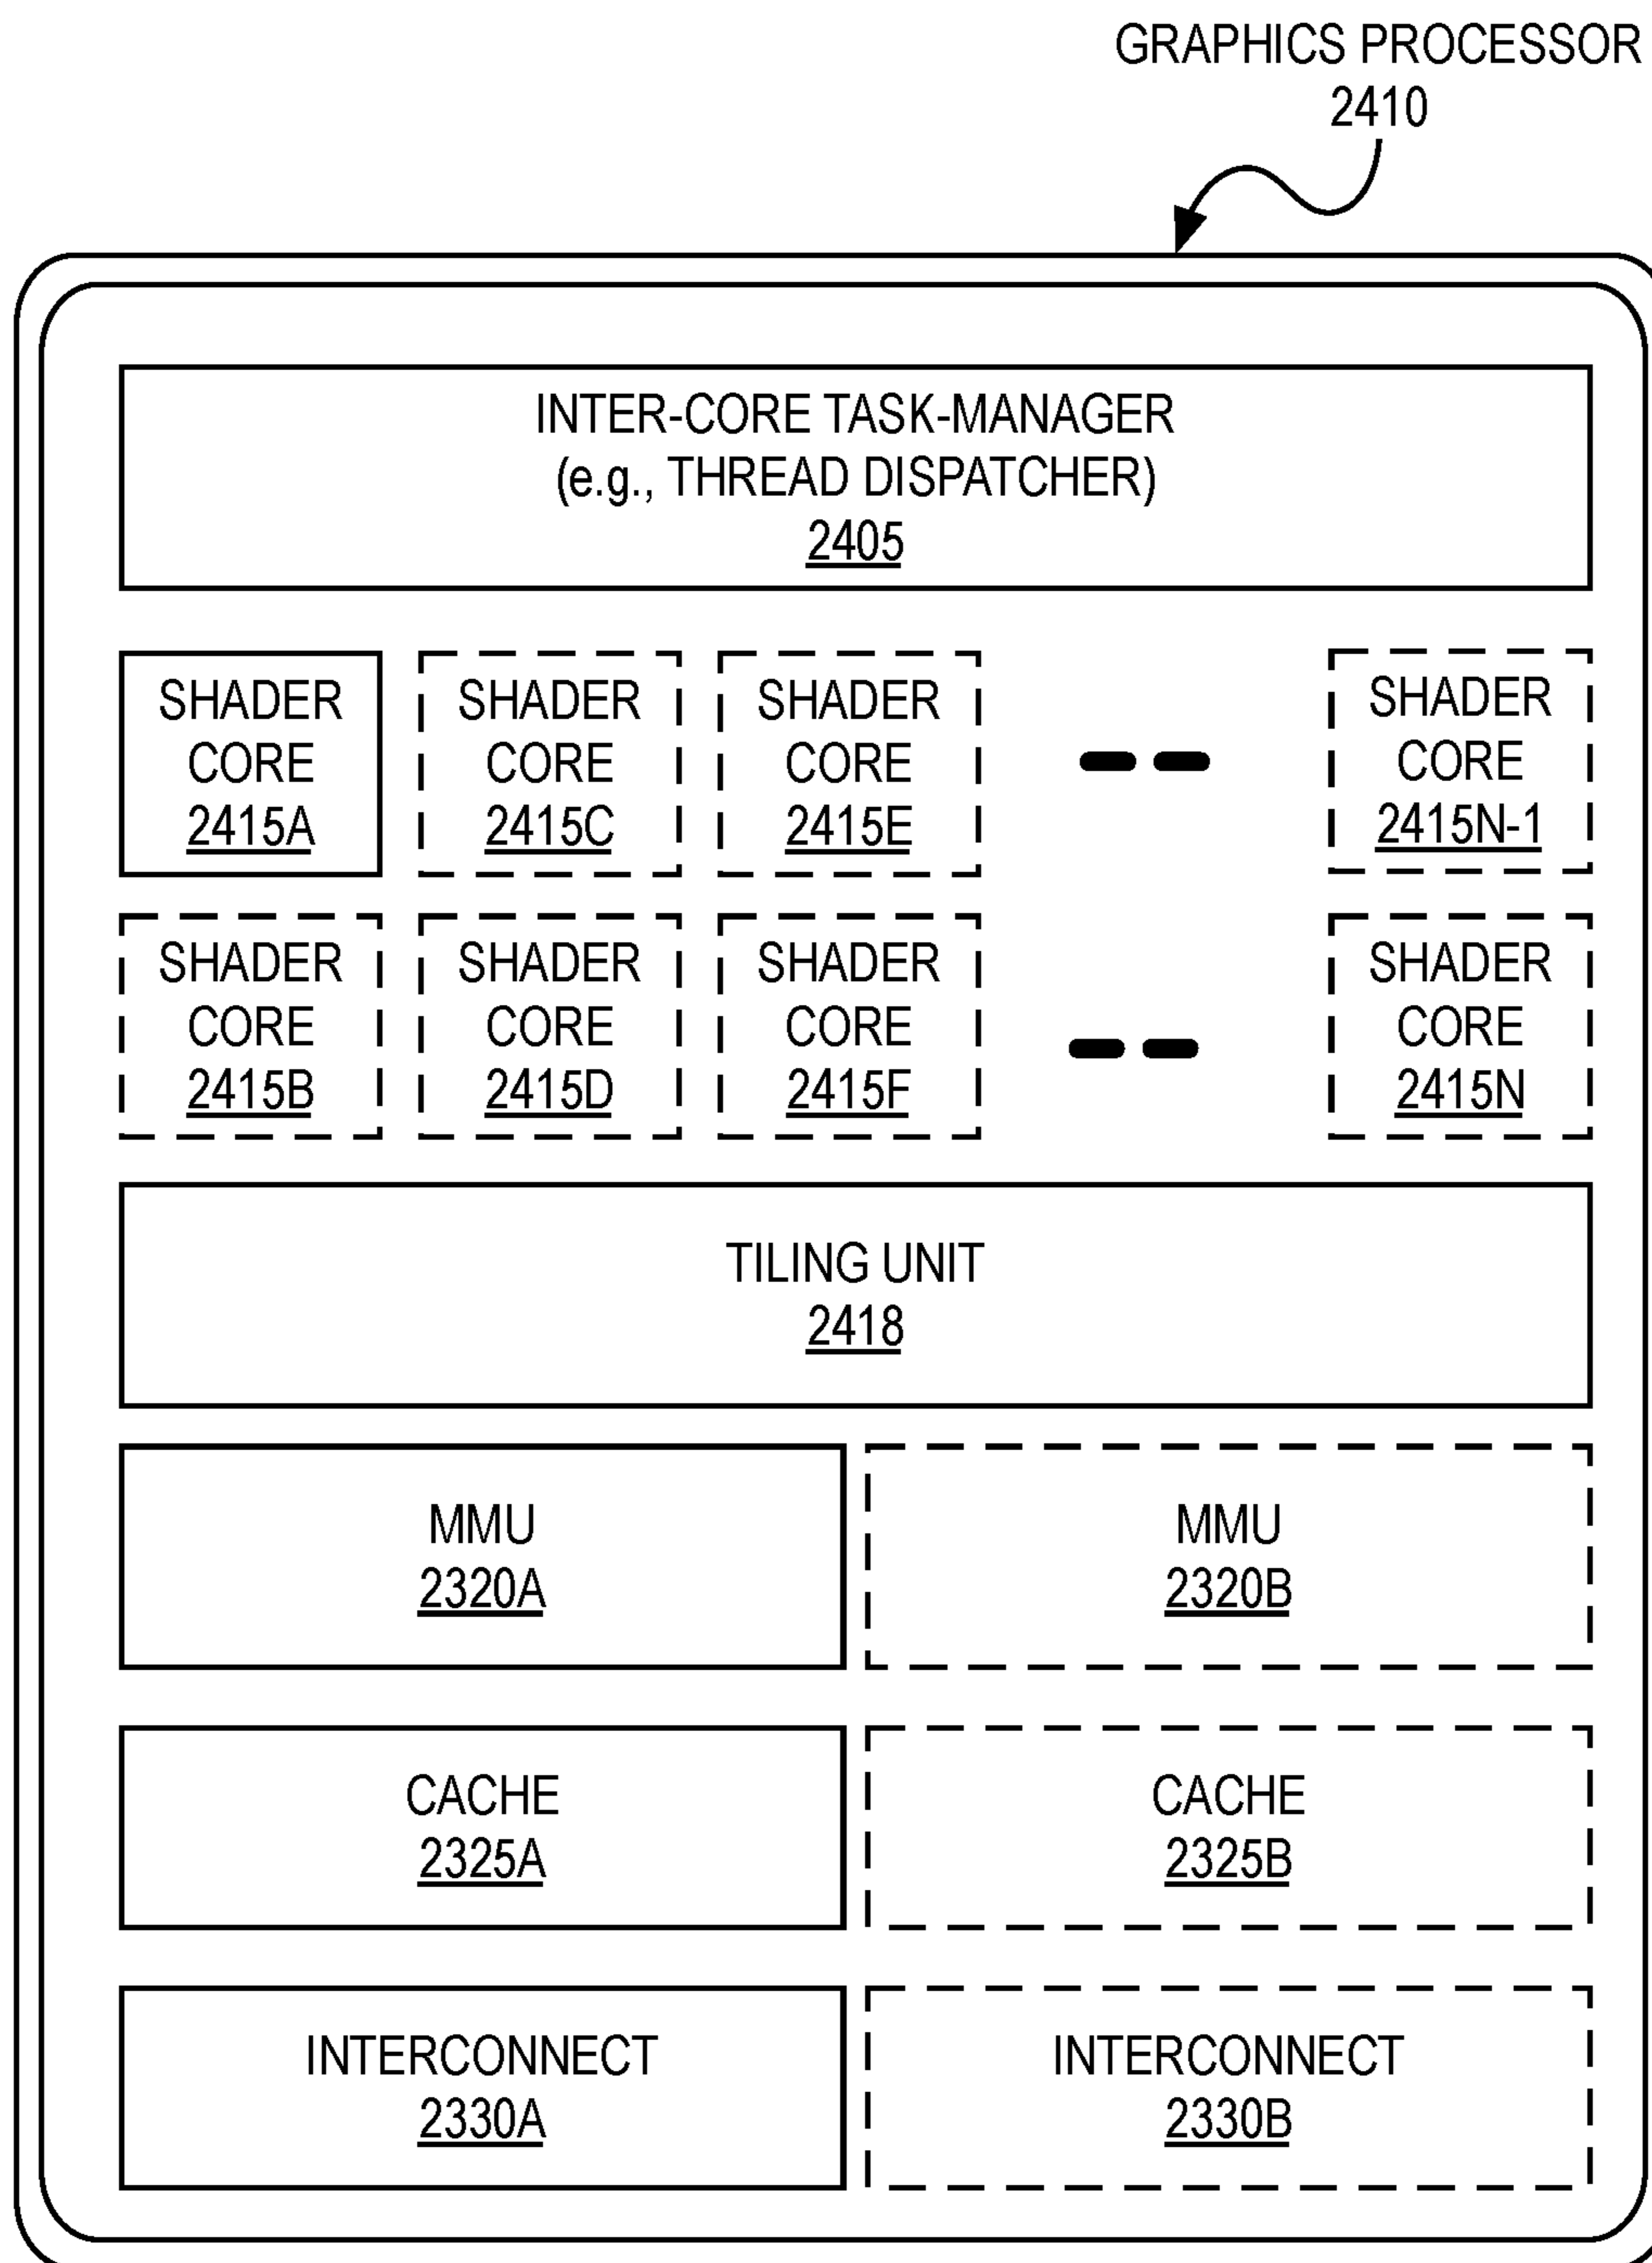 GRAPHICS PROCESSOR
2410
INTER-CORE TASK-MANAGER
(e.g., THREAD DISPATCHER)
2405
SHADER
CORE
2415A
SHADER
CORE
2415C
SHADER
CORE
2415E
SHADER
CORE
2415N-1
SHADER
CORE
2415B
SHADER
CORE
2415D
SHADER
CORE
2415F
SHADER
CORE
2415N
TILING UNIT
2418
MMU
2320A
MMU
2320B
CACHE
2325A
CACHE
2325B
INTERCONNECT
2330A
INTERCONNECT
2330B